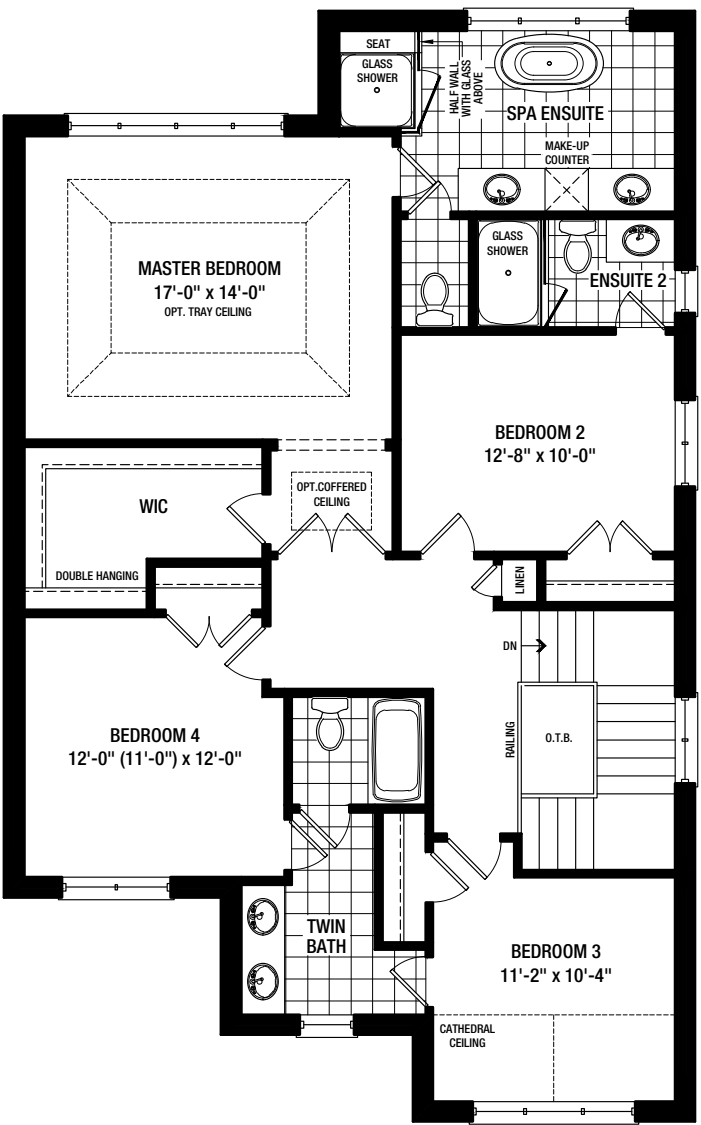 SEAT
GLASS
SHOWER
HALF WALL
WITH GLASS
ABOVE
SPA ENSUITE
MAKE-UP
COUNTER
MASTER BEDROOM
17'-0" x 14'-0"
OPT. TRAY CEILING
GLASS
SHOWER
ENSUITE 2
BEDROOM 2
12'-8" x 10'-0"
WIC
OPT.COFFERED
CEILING
DOUBLE HANGING
LINEN
DN
BEDROOM 4
12'-0" (11'-0") x 12'-0"
RAILING
O.T.B.
TWIN
BATH
BEDROOM 3
11'-2" x 10'-4"
CATHEDRAL
CEILING